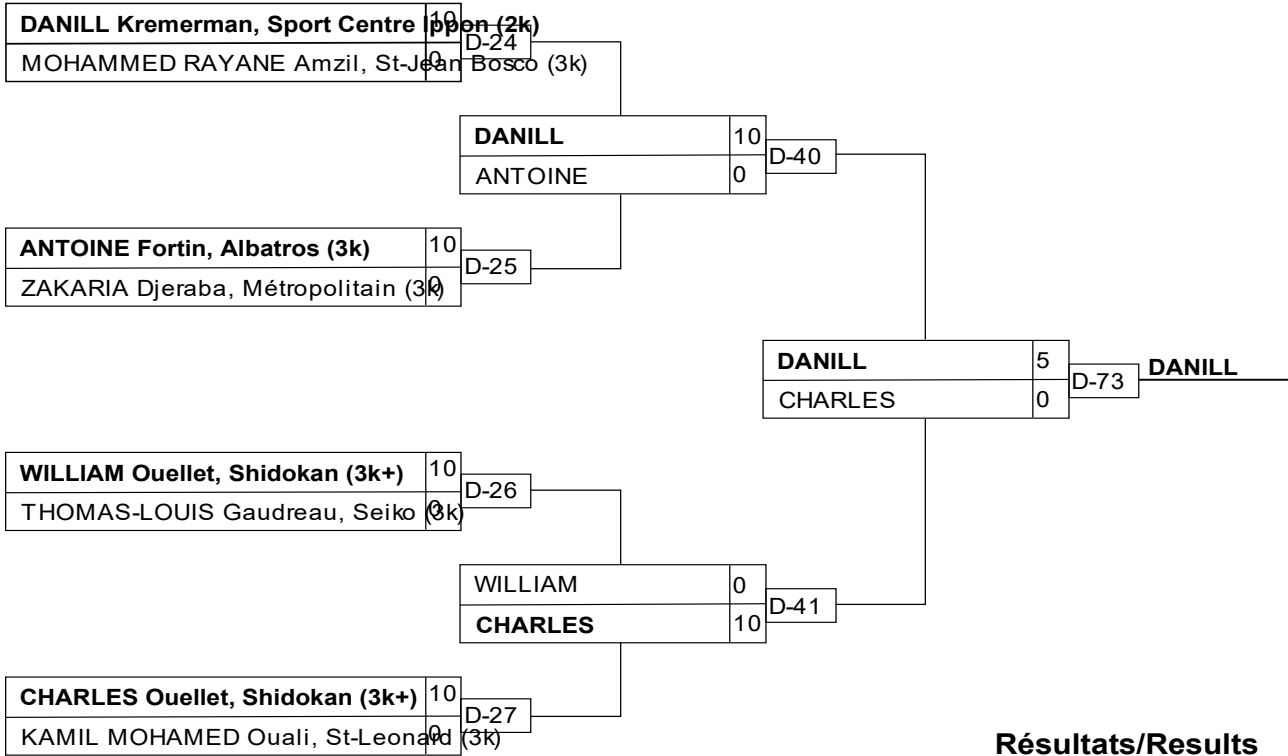 DANILL Kremerman, Sport Centre Ippon (2k) 10
D-24
MOHAMMED RAYANE Amzil, St-Jean Bosco (3k) 0
DANILL 10
D-40
ANTOINE 0
ANTOINE Fortin, Albatros (3k) 10
D-25
ZAKARIA Djeraba, Métropolitain (3k) 0
DANILL 5
D-73 DANILL
CHARLES 0
WILLIAM Ouellet, Shidokan (3k+) 10
D-26
THOMAS-LOUIS Gaudreau, Seiko (3k) 0
WILLIAM 0
D-41
CHARLES 10
CHARLES Ouellet, Shidokan (3k+) 10
D-27
KAMIL MOHAMED Ouali, St-Leonard (3k) 0
Résultats/Results